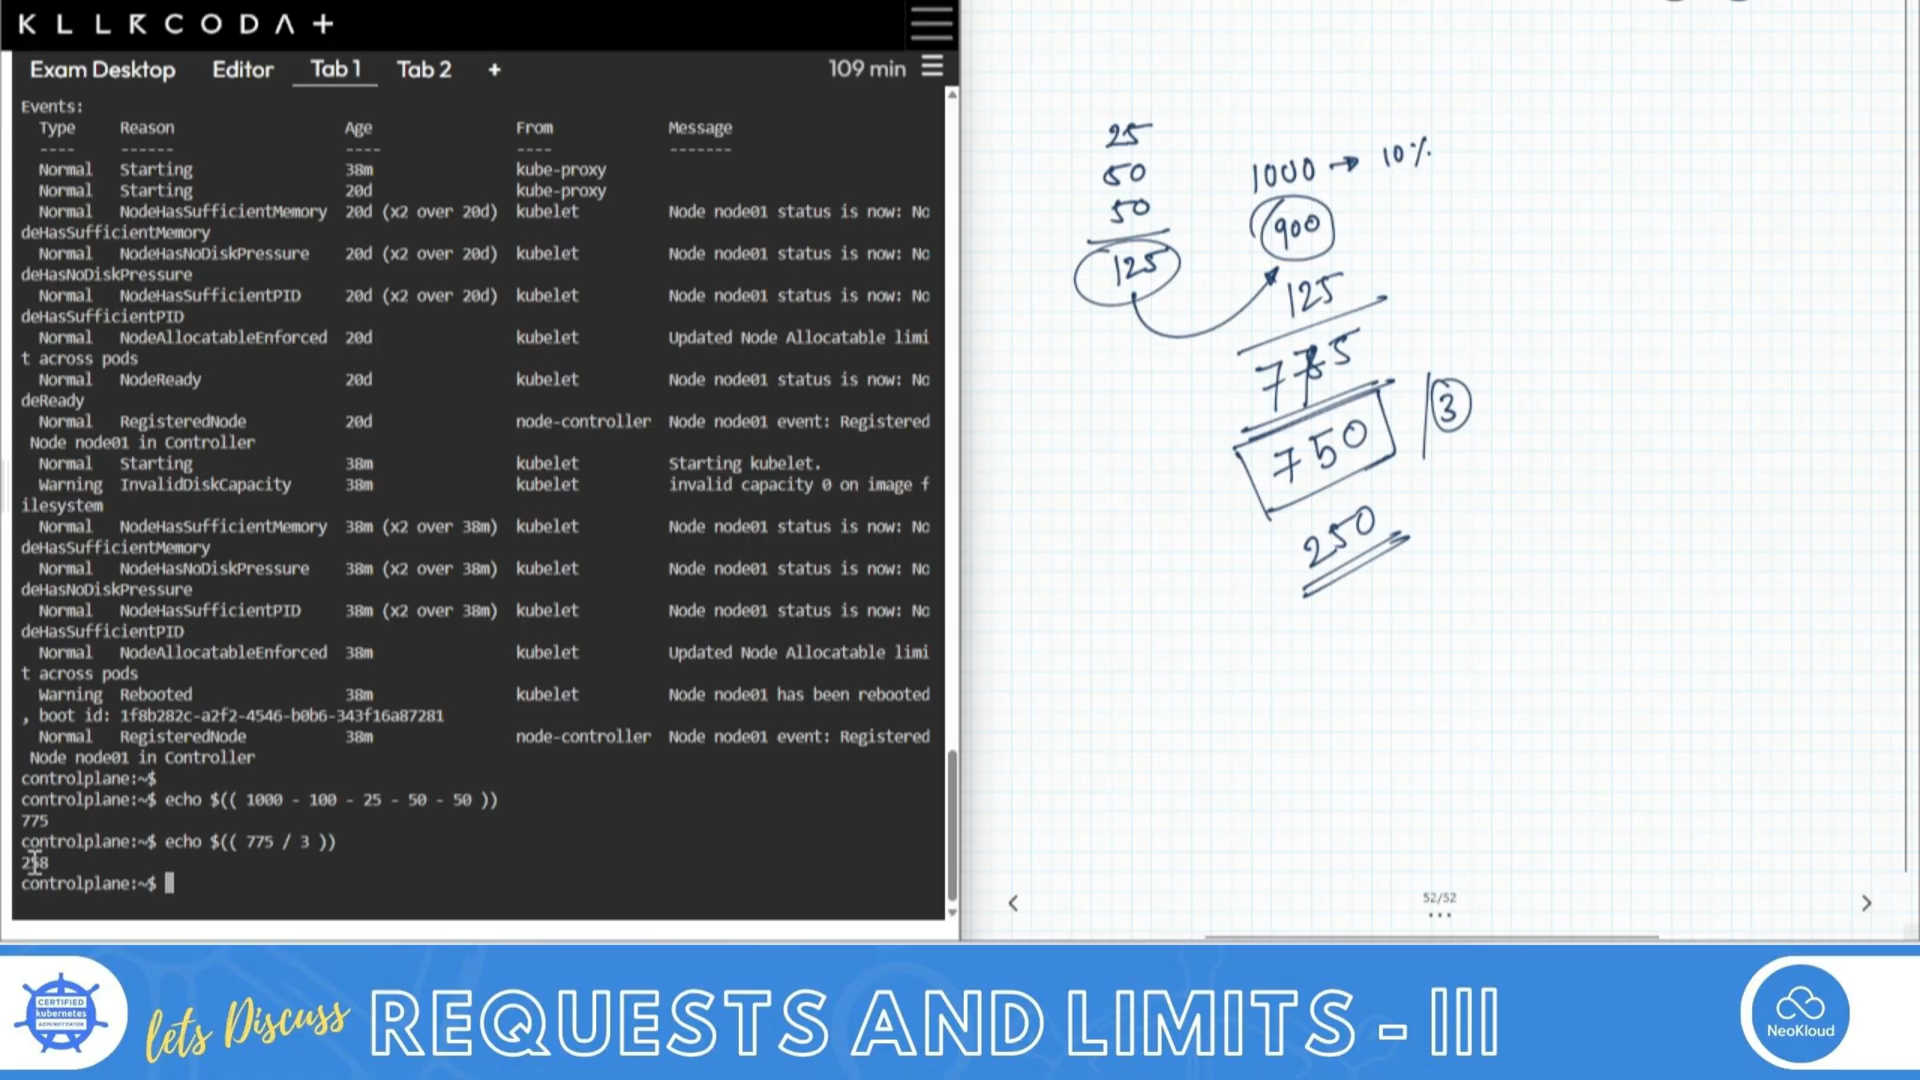 KLLRCODA+
Exam Desktop Editor Tab 1 Tab 2 + 109 min
Events:
Type Reason Age From Message
---- ------ ---- ---- -------
Normal Starting 38m kube-proxy
Normal Starting 20d kube-proxy
Normal NodeHasSufficientMemory 20d (x2 over 20d) kubelet Node node01 status is now: No
deHasSufficientMemory
Normal NodeHasNoDiskPressure 20d (x2 over 20d) kubelet Node node01 status is now: No
deHasNoDiskPressure
Normal NodeHasSufficientPID 20d (x2 over 20d) kubelet Node node01 status is now: No
deHasSufficientPID
Normal NodeAllocatableEnforced 20d kubelet Updated Node Allocatable limi
t across pods
Normal NodeReady 20d kubelet Node node01 status is now: No
deReady
Normal RegisteredNode 20d node-controller Node node01 event: Registered
Node node01 in Controller
Normal Starting 38m kubelet Starting kubelet.
Warning InvalidDiskCapacity 38m kubelet invalid capacity 0 on image f
ilesystem
Normal NodeHasSufficientMemory 38m (x2 over 38m) kubelet Node node01 status is now: No
deHasSufficientMemory
Normal NodeHasNoDiskPressure 38m (x2 over 38m) kubelet Node node01 status is now: No
deHasNoDiskPressure
Normal NodeHasSufficientPID 38m (x2 over 38m) kubelet Node node01 status is now: No
deHasSufficientPID
Normal NodeAllocatableEnforced 38m kubelet Updated Node Allocatable limi
t across pods
Warning Rebooted 38m kubelet Node node01 has been rebooted
, boot id: 1f8b282c-a2f2-4546-b0b6-343f16a87281
Normal RegisteredNode 38m node-controller Node node01 event: Registered
Node node01 in Controller
controlplane:~$
controlplane:~$ echo $(( 1000 - 100 - 25 - 50 - 50 ))
775
controlplane:~$ echo $(( 775 / 3 ))
258
controlplane:~$
25
50
50
125
1000 → 10%
900
125
775
750 / 3
250
52/52
CERTIFIED
kubernetes
ADMINISTRATOR
lets Discuss
REQUESTS AND LIMITS - III
NeoKloud